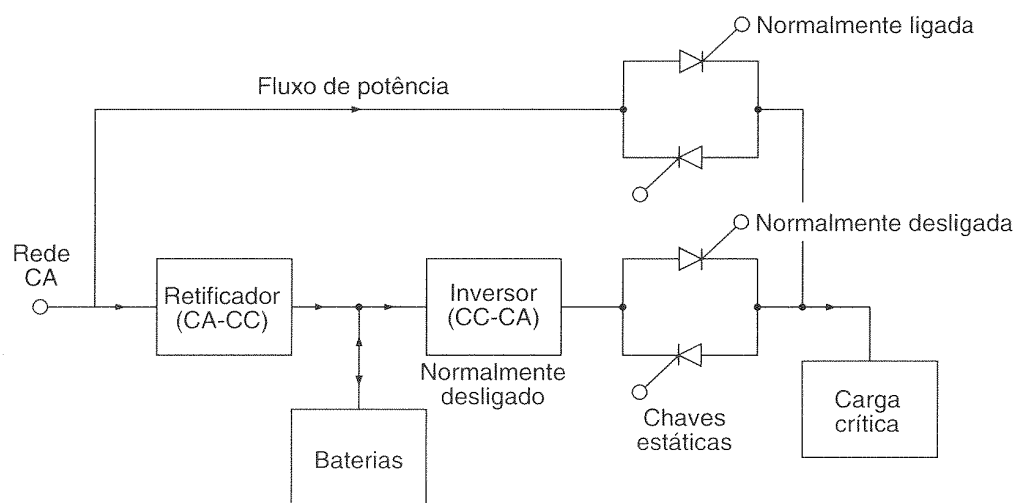 Normalmente ligada
Fluxo de potência
Normalmente desligada
Rede
CA
Retificador
(CA-CC)
Inversor
(CC-CA)
Normalmente
desligado
Chaves
estáticas
Carga
crítica
Baterias